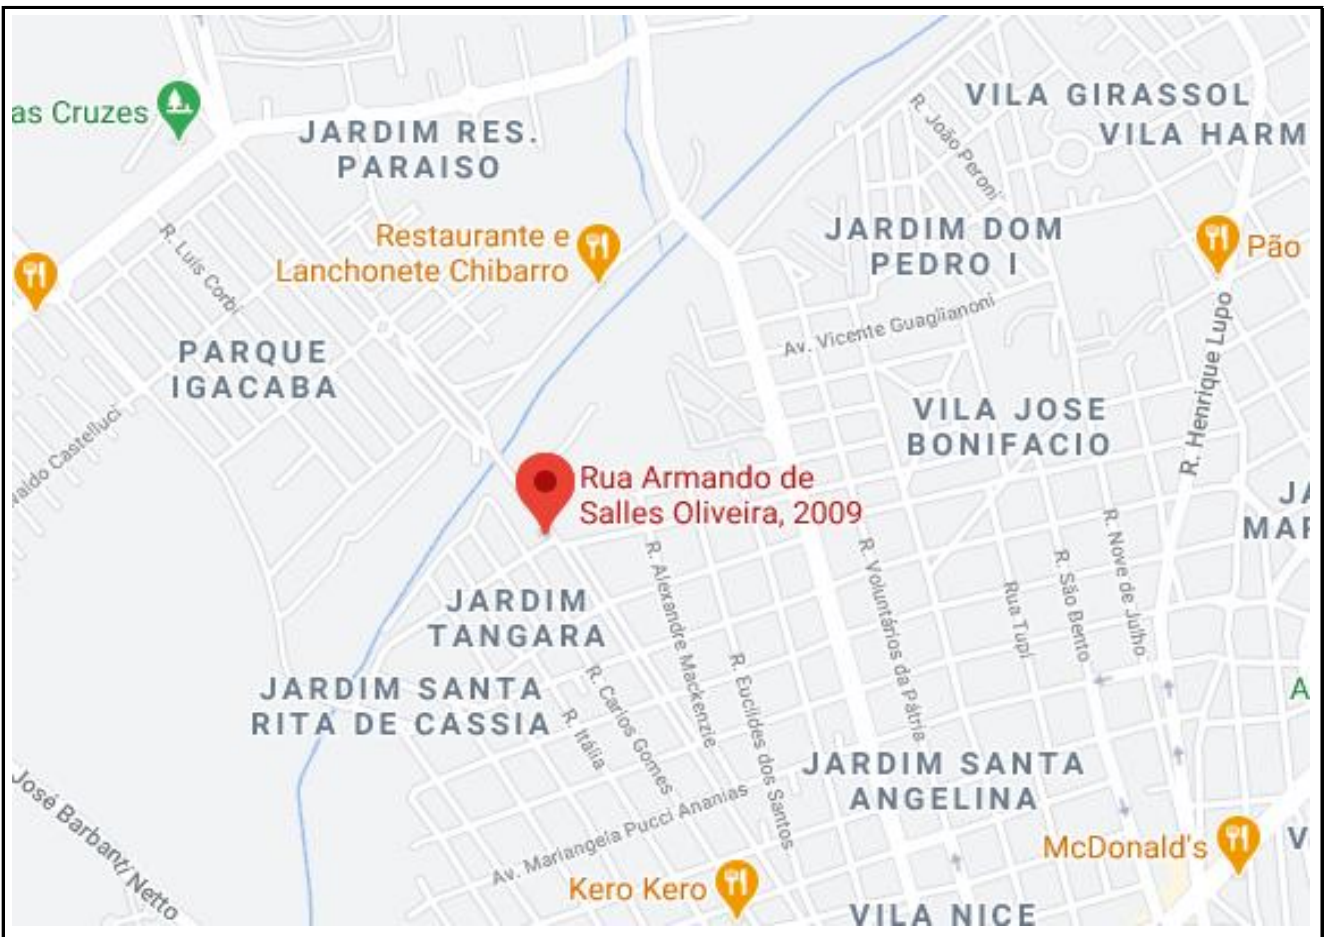 VILA GIRASSOL
as Cruzes
R. João Peroni
JARDIM RES.
PARAISO
VILA HARM
R. Luís Corbi
Restaurante e
Lanchonete Chibarro
JARDIM DOM
PEDRO I
Pão
Av. Vicente Guaglianoni
PARQUE
IGACABA
R. Henrique Lupo
VILA JOSE
BONIFACIO
valdo Castelluci
Rua Armando de
Salles Oliveira, 2009
JA
MAR
R. Alexandre Mackenzie
R. Voluntários da Pátria
R. Nove de Julho
R. São Bento
Rua Tupi
JARDIM
TANGARA
R. Euclides dos Santos
R. Carlos Gomes
JARDIM SANTA
RITA DE CASSIA
R. Itália
A
JARDIM SANTA
ANGELINA
José Barbanti Netto
Av. Mariangela Pucci Ananias
McDonald's
V
Kero Kero
VILA NICE